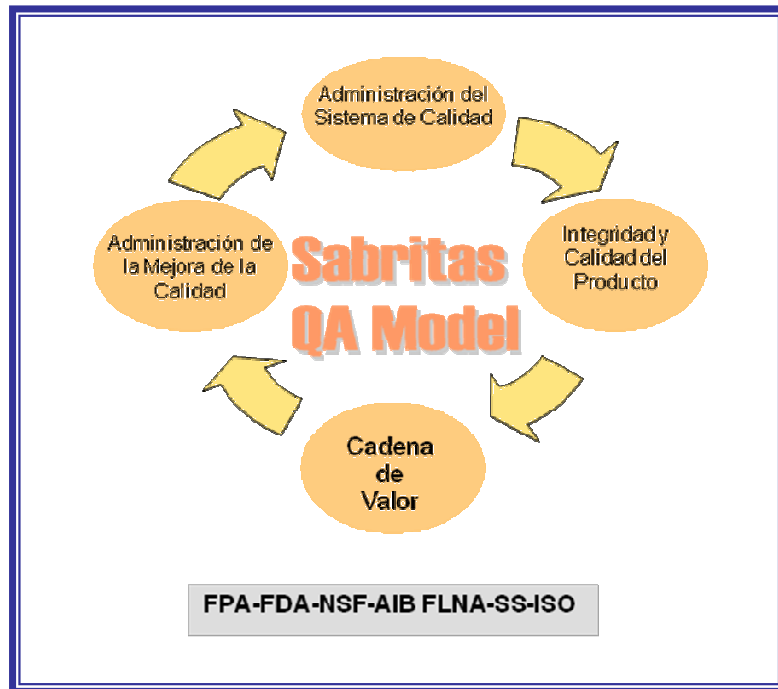 Administración del
Sistema de Calidad
Integridad y
Calidad del
Producto
Administración de
la Mejora de la
Calidad
Sabritas
QA Model
Cadena
de
Valor
FPA-FDA-NSF-AIB FLNA-SS-ISO